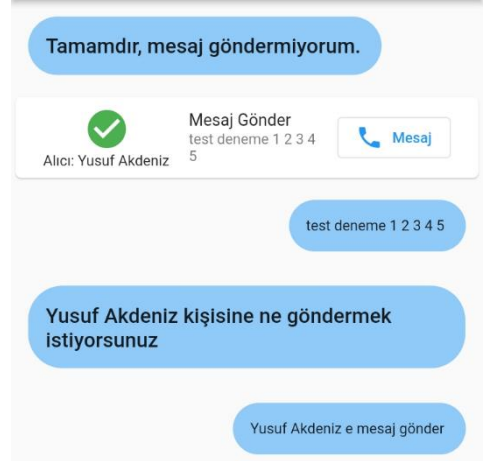 Tamamdır, mesaj göndermiyorum.
Mesaj Gönder
test deneme 1 2 3 4
5
Alıcı: Yusuf Akdeniz
Mesaj
test deneme 1 2 3 4 5
Yusuf Akdeniz kişisine ne göndermek
istiyorsunuz
Yusuf Akdeniz e mesaj gönder